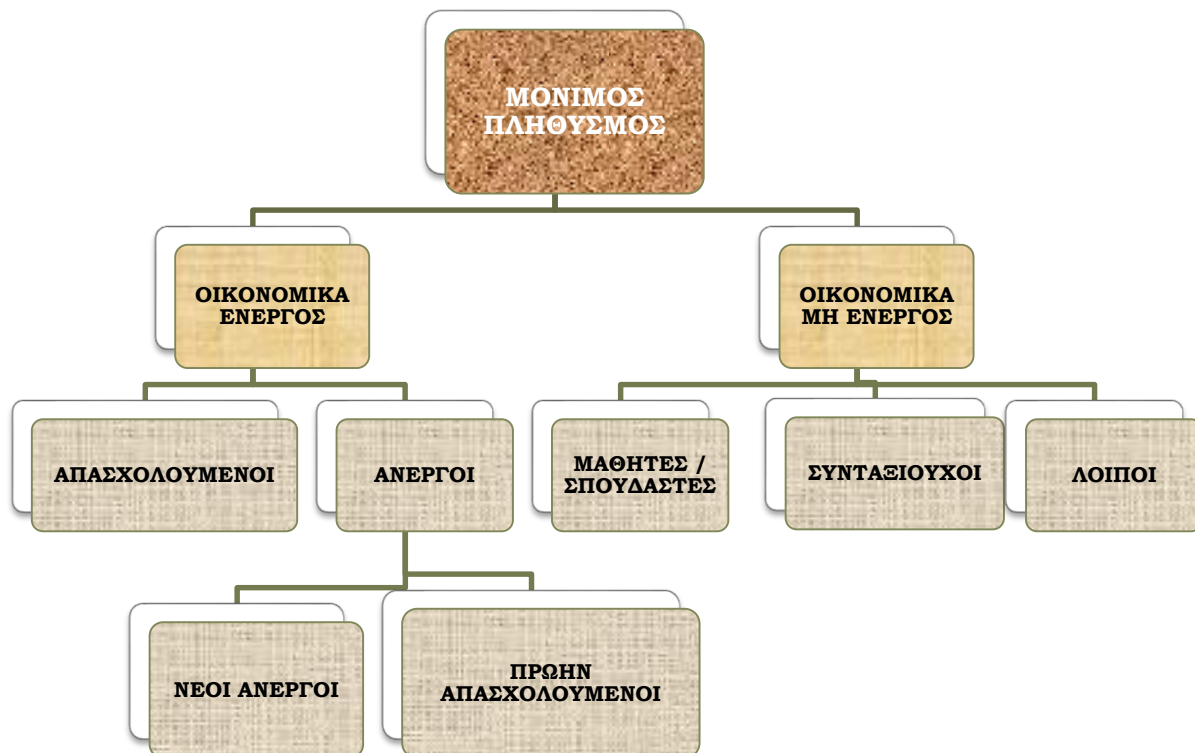 ΜΟΝΙΜΟΣ
ΠΛΗΘΥΣΜΟΣ
ΟΙΚΟΝΟΜΙΚΑ
ΕΝΕΡΓΟΣ
ΟΙΚΟΝΟΜΙΚΑ
ΜΗ ΕΝΕΡΓΟΣ
ΑΠΑΣΧΟΛΟΥΜΕΝΟΙ
ΑΝΕΡΓΟΙ
ΜΑΘΗΤΕΣ /
ΣΠΟΥΔΑΣΤΕΣ
ΣΥΝΤΑΞΙΟΥΧΟΙ
ΛΟΙΠΟΙ
ΝΕΟΙ ΑΝΕΡΓΟΙ
ΠΡΩΗΝ
ΑΠΑΣΧΟΛΟΥΜΕΝΟΙ